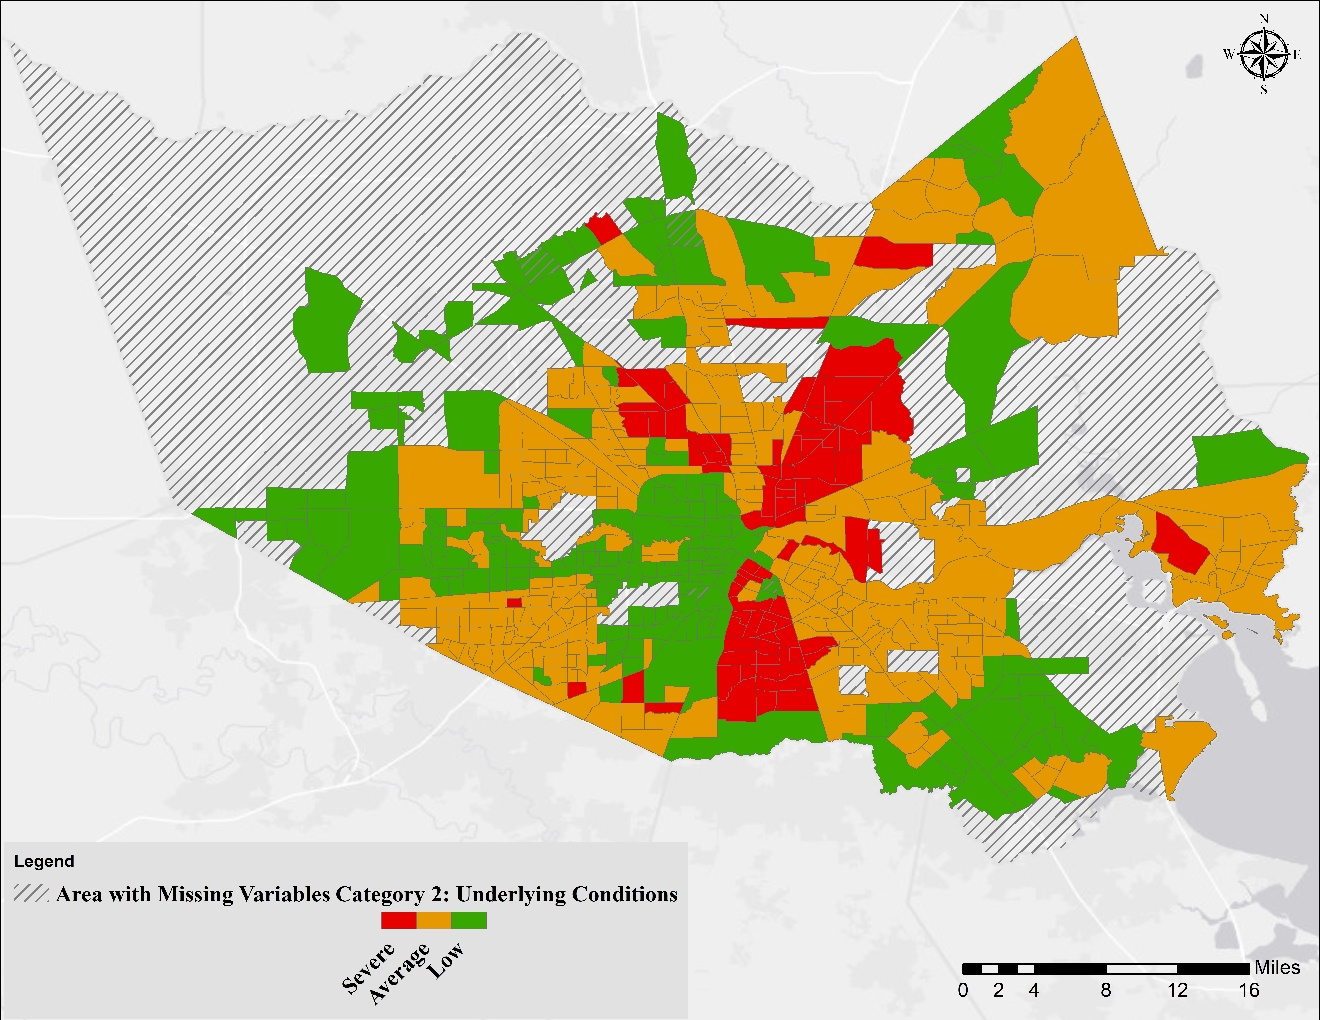 N
W E
S
Legend
Area with Missing Variables Category 2: Underlying Conditions
Severe
Average
Low
Miles
0 2 4 8 12 16